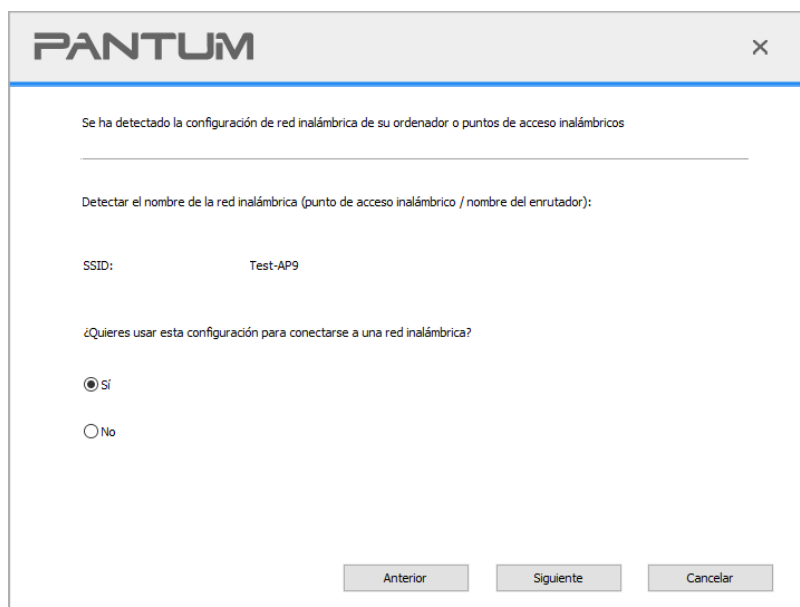 PANTUM
Se ha detectado la configuración de red inalámbrica de su ordenador o puntos de acceso inalámbricos
Detectar el nombre de la red inalámbrica (punto de acceso inalámbrico / nombre del enrutador):
SSID: Test-AP9
¿Quieres usar esta configuración para conectarse a una red inalámbrica?
Sí
No
Anterior Siguiente Cancelar